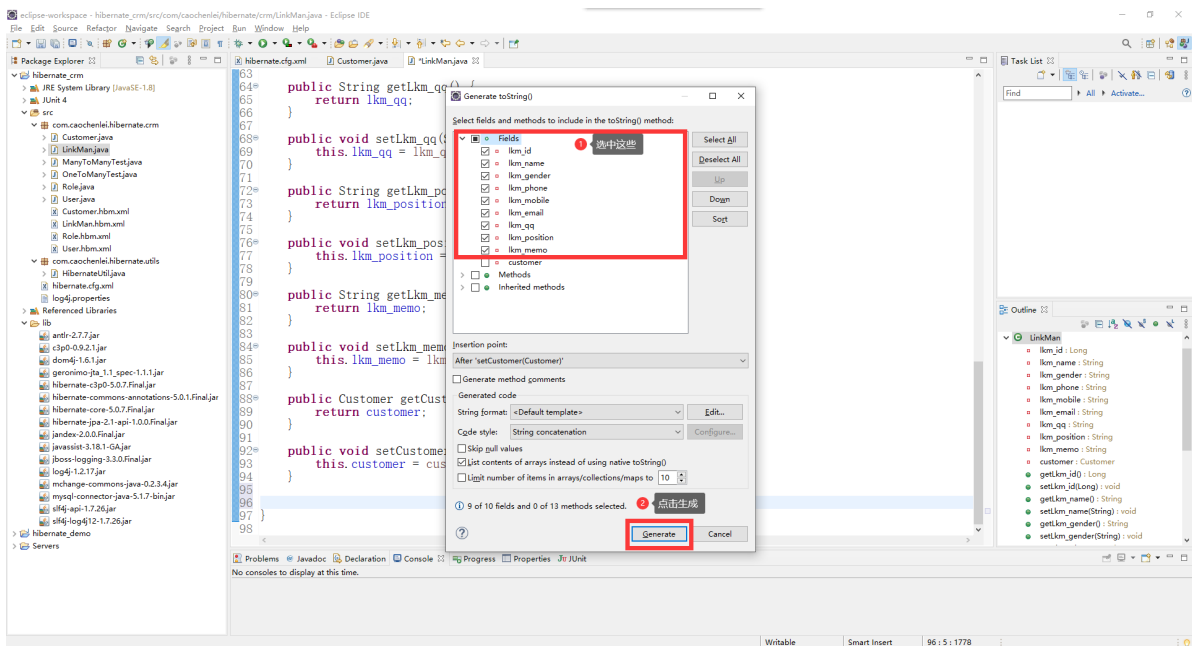 eclipse-workspace - hibernate_crm/src/com/caochenlei/hibernate/crm/LinkMan.java - Eclipse IDE
File Edit Source Refactor Navigate Search Project Run Window Help
Package Explorer
hibernate_crm
JRE System Library [JavaSE-1.8]
JUnit 4
src
com.caochenlei.hibernate.crm
Customer.java
LinkMan.java
ManyToManyTest.java
OneToManyTest.java
Role.java
User.java
Customer.hbm.xml
LinkMan.hbm.xml
Role.hbm.xml
User.hbm.xml
com.caochenlei.hibernate.utils
HibernateUtil.java
hibernate.cfg.xml
log4j.properties
Referenced Libraries
lib
antlr-2.7.7.jar
c3p0-0.9.2.1.jar
dom4j-1.6.1.jar
geronimo-jta_1.1_spec-1.1.1.jar
hibernate-c3p0-5.0.7.Final.jar
hibernate-commons-annotations-5.0.1.Final.jar
hibernate-core-5.0.7.Final.jar
hibernate-jpa-2.1-api-1.0.0.Final.jar
jandex-2.0.0.Final.jar
javassist-3.18.1-GA.jar
jboss-logging-3.3.0.Final.jar
log4j-1.2.17.jar
mchange-commons-java-0.2.3.4.jar
mysql-connector-java-5.1.7-bin.jar
slf4j-api-1.7.26.jar
slf4j-log4j12-1.7.26.jar
hibernate_demo
Servers
hibernate.cfg.xml Customer.java *LinkMan.java
63
64 public String getLkm_qq() {
65 return lkm_qq;
66 }
67
68 public void setLkm_qq(S
69 this.lkm_qq = lkm_q
70 }
71
72 public String getLkm_po
73 return lkm_position
74 }
75
76 public void setLkm_pos
77 this.lkm_position =
78 }
79
80 public String getLkm_me
81 return lkm_memo;
82 }
83
84 public void setLkm_memo
85 this.lkm_memo = lkm
86 }
87
88 public Customer getCust
89 return customer;
90 }
91
92 public void setCustome
93 this.customer = cus
94 }
95
96
97 }
98
Generate toString()
Select fields and methods to include in the toString() method:
Fields
lkm_id
lkm_name
lkm_gender
lkm_phone
lkm_mobile
lkm_email
lkm_qq
lkm_position
lkm_memo
customer
Methods
Inherited methods
1 选中这些
Select All
Deselect All
Up
Down
Sort
Insertion point:
After 'setCustomer(Customer)'
Generate method comments
Generated code
String format: <Default template> Edit...
Code style: String concatenation Configure...
Skip null values
List contents of arrays instead of using native toString()
Limit number of items in arrays/collections/maps to 10
9 of 10 fields and 0 of 13 methods selected.
2 点击生成
Generate Cancel
Problems Javadoc Declaration Console Progress Properties JUnit
No consoles to display at this time.
Task List
Find All Activate...
Outline
LinkMan
lkm_id : Long
lkm_name : String
lkm_gender : String
lkm_phone : String
lkm_mobile : String
lkm_email : String
lkm_qq : String
lkm_position : String
lkm_memo : String
customer : Customer
getLkm_id() : Long
setLkm_id(Long) : void
getLkm_name() : String
setLkm_name(String) : void
getLkm_gender() : String
setLkm_gender(String) : void
Writable Smart Insert 96 : 5 : 1778